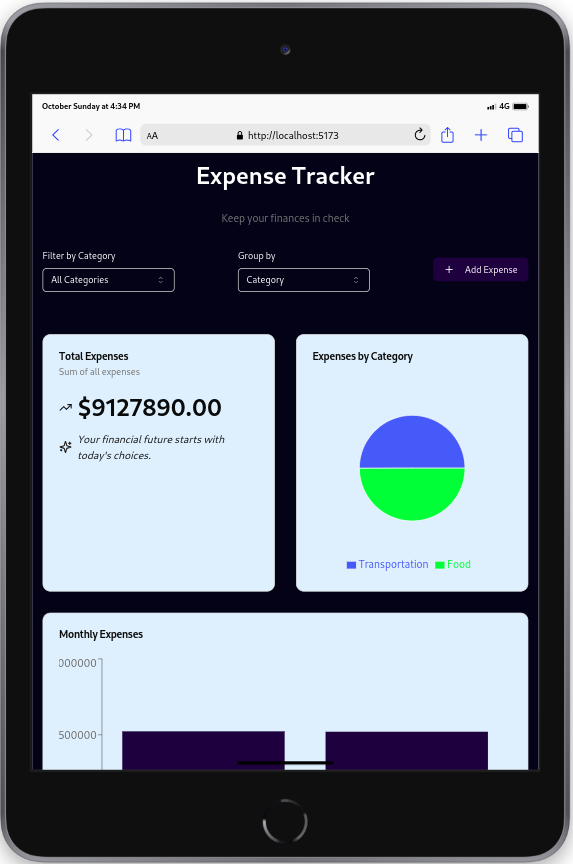 October Sunday at 4:34 PM
4G
AA
http://localhost:5173
Expense Tracker
Keep your finances in check
Filter by Category
Group by
All Categories
Category
+ Add Expense
Total Expenses
Sum of all expenses
$9127890.00
Your financial future starts with
today's choices.
Expenses by Category
Transportation
Food
Monthly Expenses
000000
500000